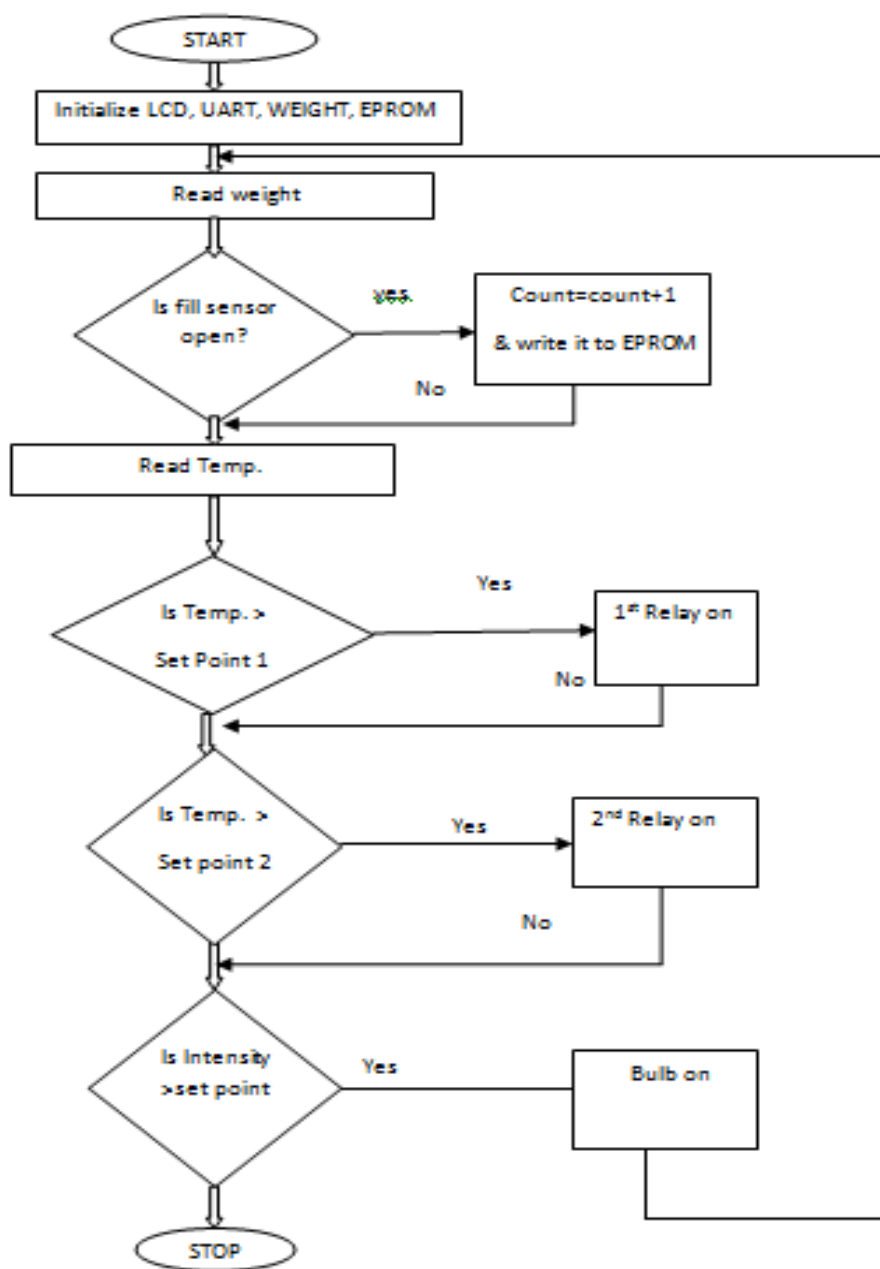 START
Initialize LCD, UART, WEIGHT, EPROM
Read weight
Is fill sensor
open?
yes.
Count=count+1
& write it to EPROM
No
Read Temp.
Is Temp. >
Set Point 1
Yes
1st Relay on
No
Is Temp. >
Set point 2
Yes
2nd Relay on
No
Is Intensity
>set point
Yes
Bulb on
STOP